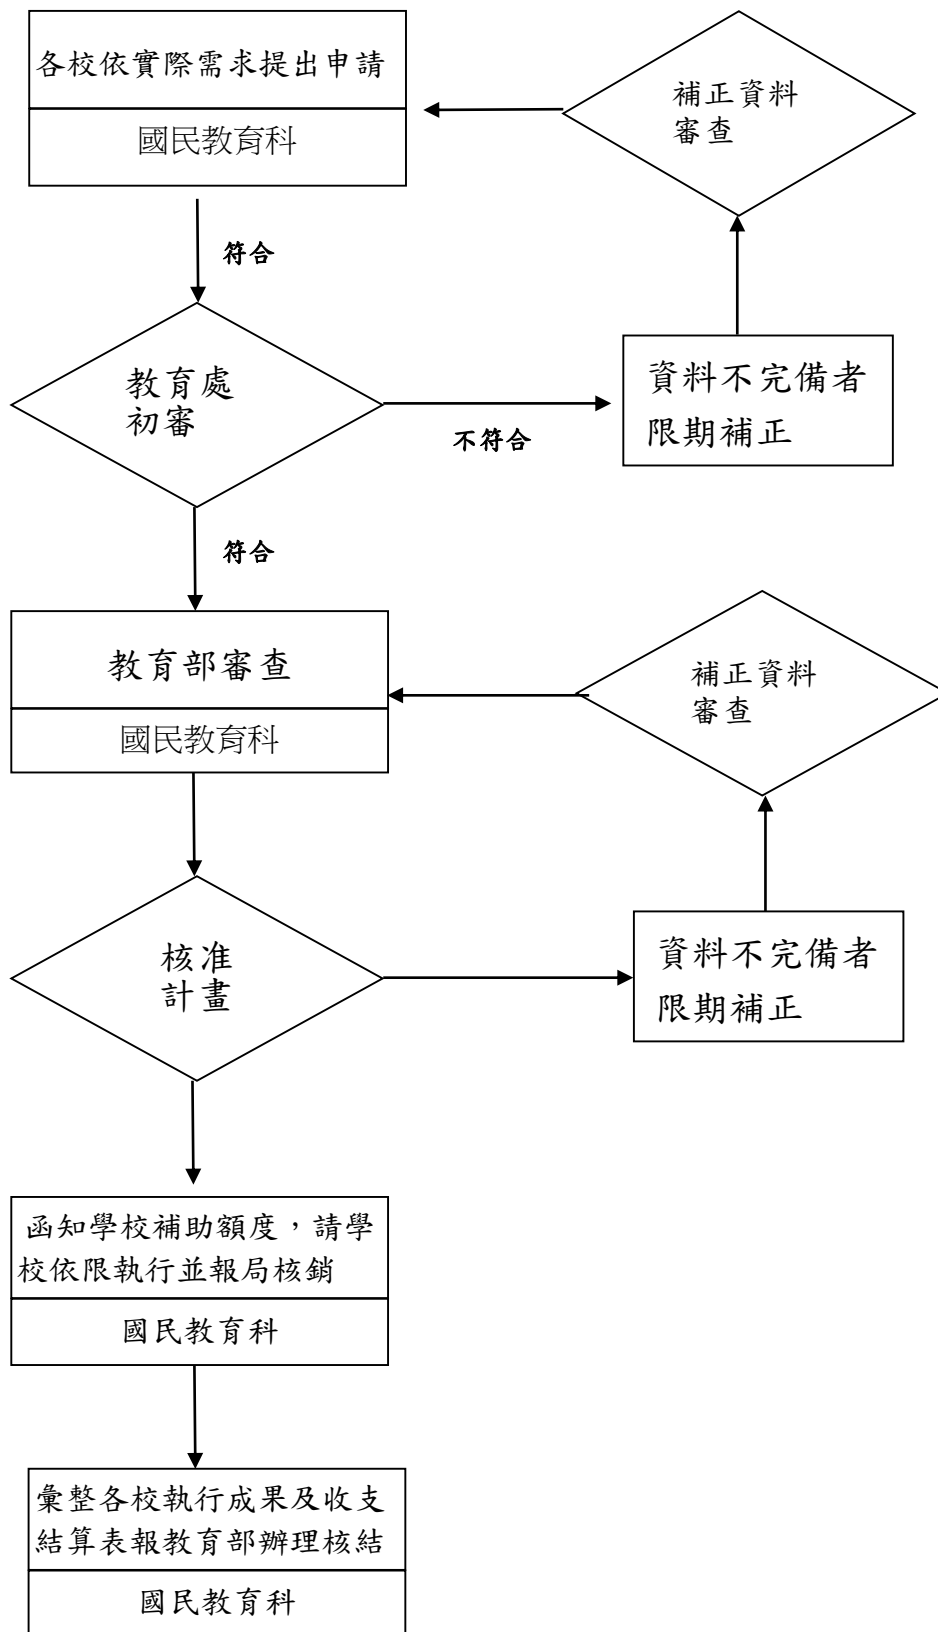 各校依實際需求提出申請
國民教育科
補正資料
審查
符合
教育處
初審
不符合
資料不完備者
限期補正
符合
教育部審查
國民教育科
補正資料
審查
核准
計畫
資料不完備者
限期補正
函知學校補助額度，請學
校依限執行並報局核銷
國民教育科
彙整各校執行成果及收支
結算表報教育部辦理核結
國民教育科